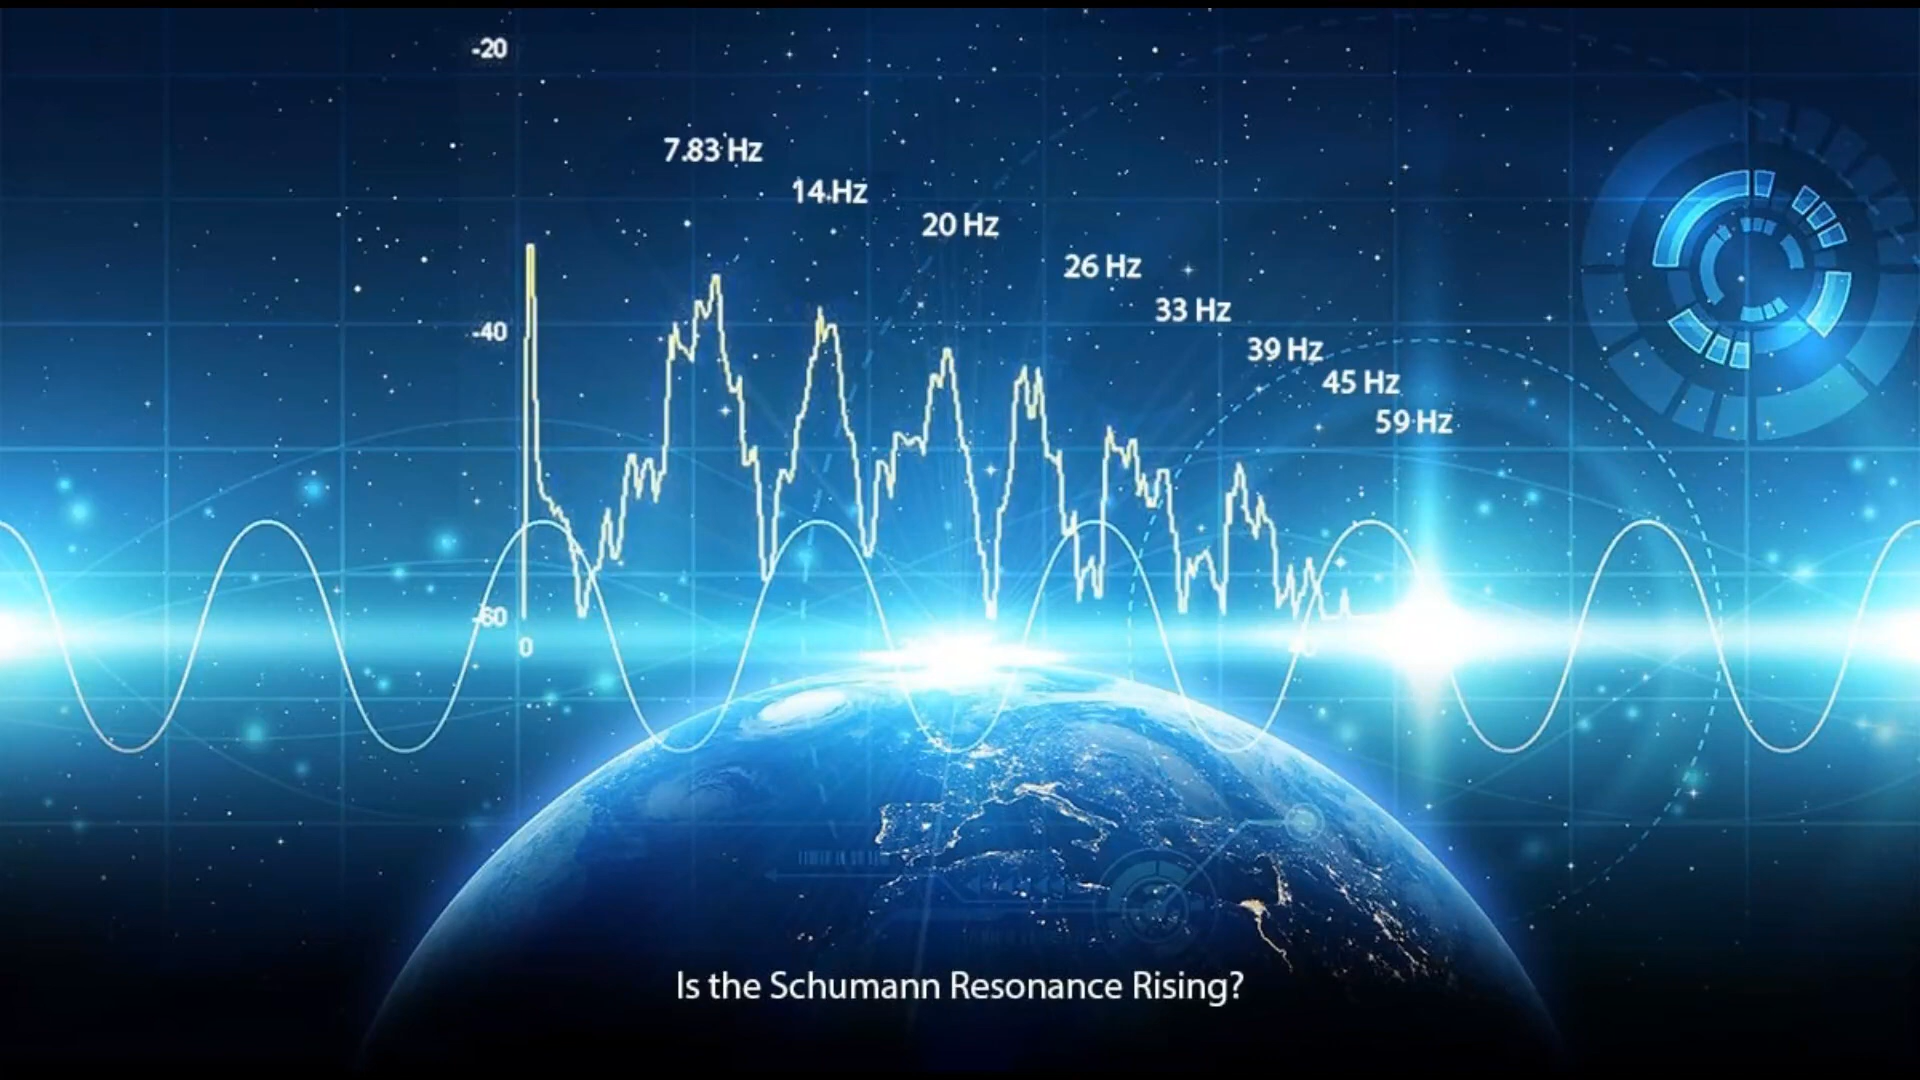 -20
7.83 Hz
14 Hz
20 Hz
26 Hz
33 Hz
-40
39 Hz
45 Hz
59 Hz
-60
0
Is the Schumann Resonance Rising?